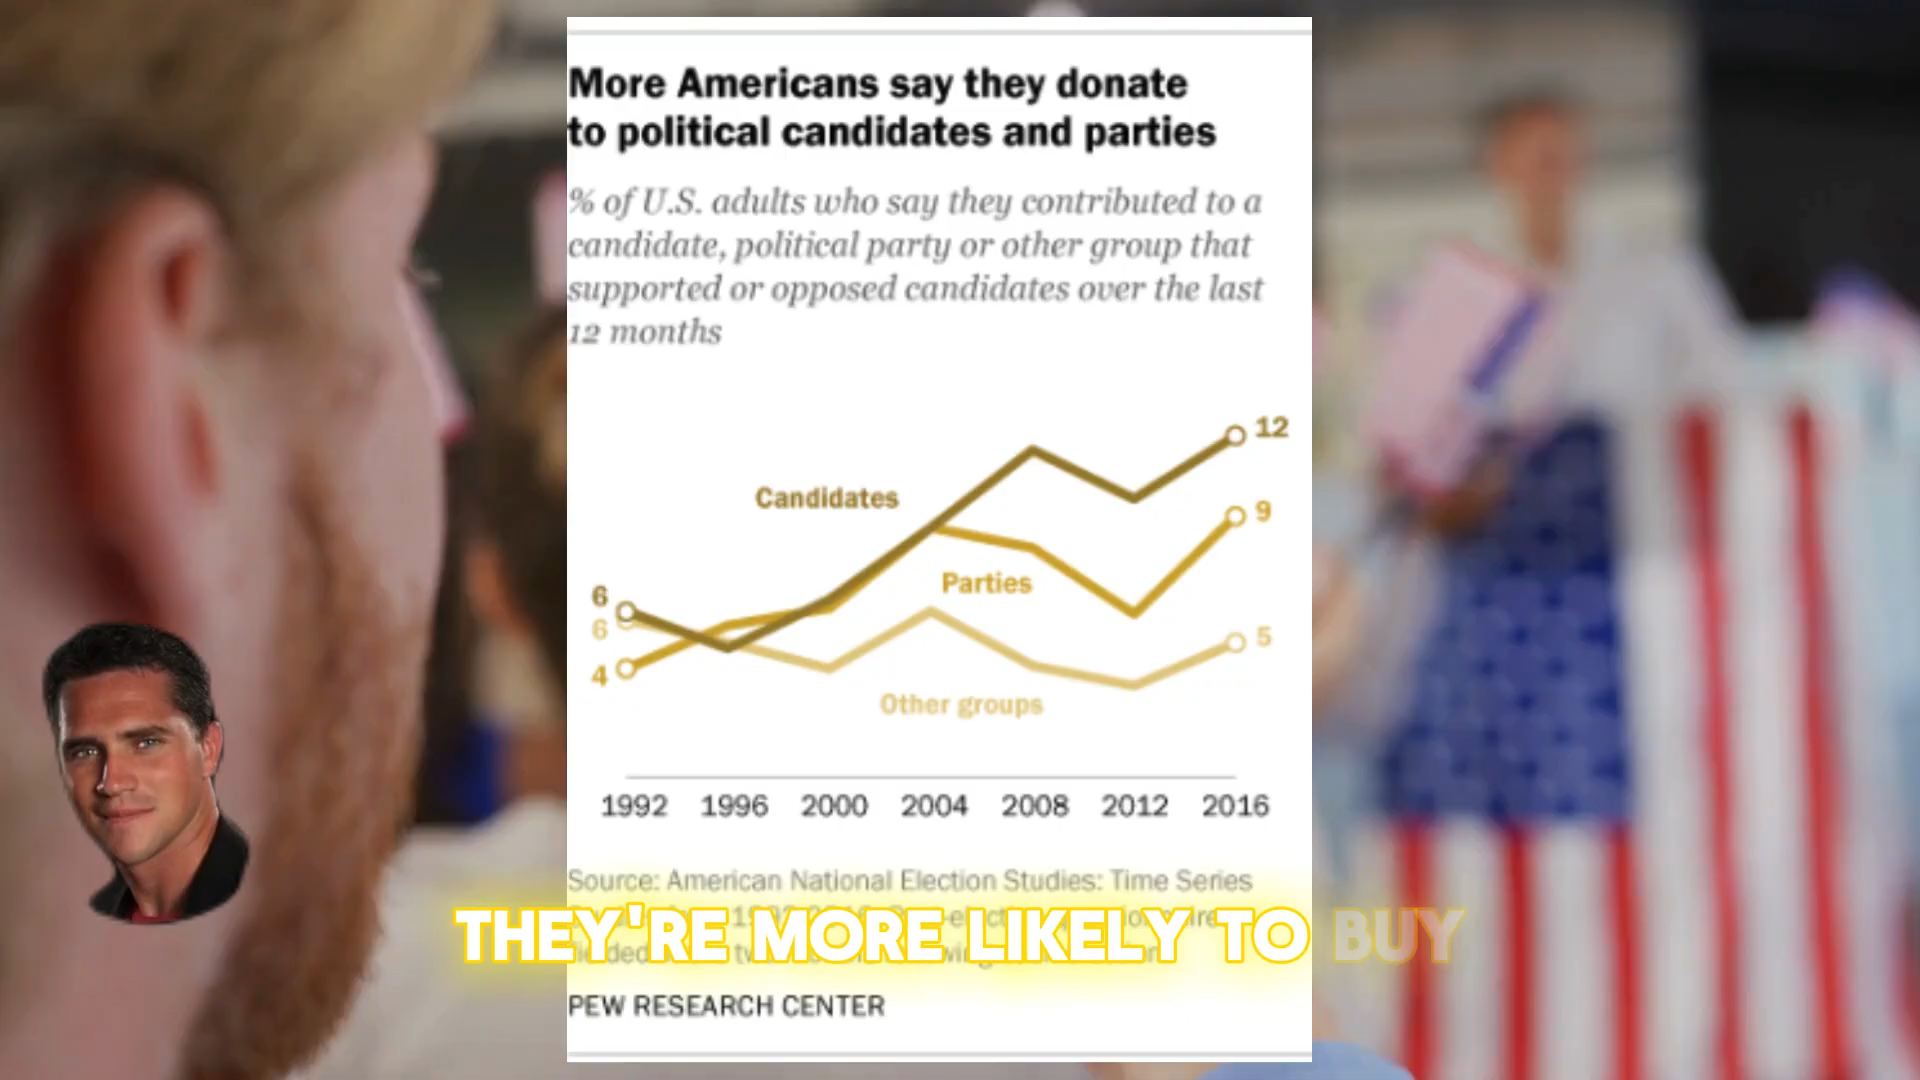 More Americans say they donate
to political candidates and parties
% of U.S. adults who say they contributed to a
candidate, political party or other group that
supported or opposed candidates over the last
12 months
12
Candidates
9
Parties
6
6
5
4
Other groups
1992 1996 2000 2004 2008 2012 2016
Source: American National Election Studies: Time Series
THEY'RE MORE LIKELY TO BUY
PEW RESEARCH CENTER